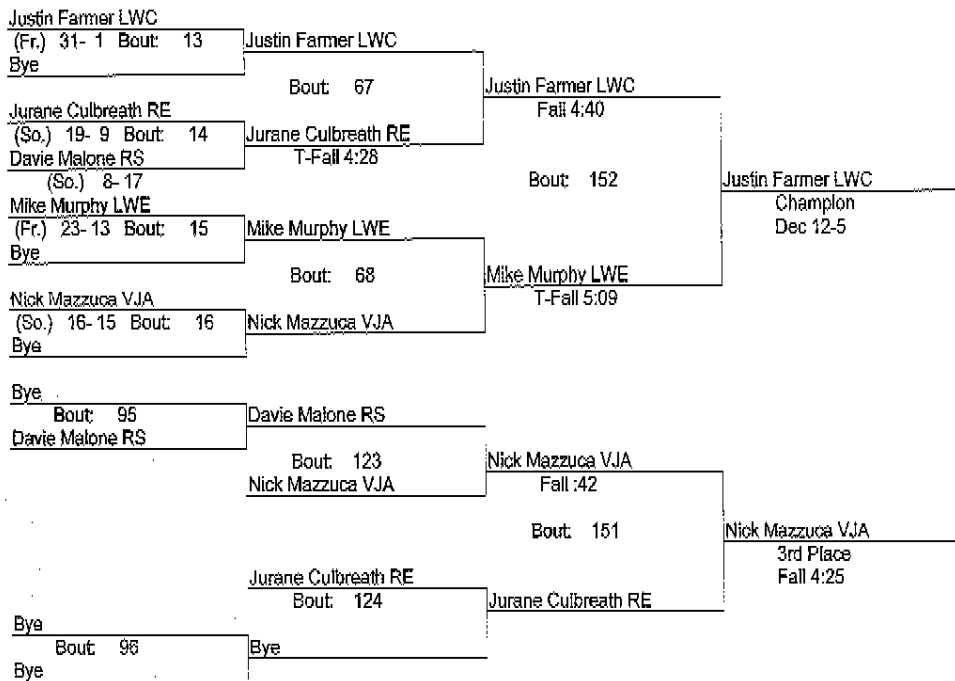 Justin Farmer LWC
(Fr.) 31- 1 Bout: 13
Justin Farmer LWC
Bye
Bout: 67
Justin Farmer LWC
Fall 4:40
Jurane Culbreath RE
(So.) 19- 9 Bout: 14
Jurane Culbreath RE
Davie Malone RS
T-Fall 4:28
(So.) 8- 17
Bout: 152
Justin Farmer LWC
Champion
Dec 12-5
Mike Murphy LWE
(Fr.) 23- 13 Bout: 15
Mike Murphy LWE
Bye
Bout: 68
Mike Murphy LWE
T-Fall 5:09
Nick Mazzuca VJA
(So.) 16- 15 Bout: 16
Nick Mazzuca VJA
Bye
Bye
Bout: 95
Davie Malone RS
Davie Malone RS
Bout: 123
Nick Mazzuca VJA
Nick Mazzuca VJA
Fall :42
Bout: 151
Nick Mazzuca VJA
3rd Place
Fall 4:25
Jurane Culbreath RE
Bout: 124
Jurane Culbreath RE
Bye
Bout: 96
Bye
Bye